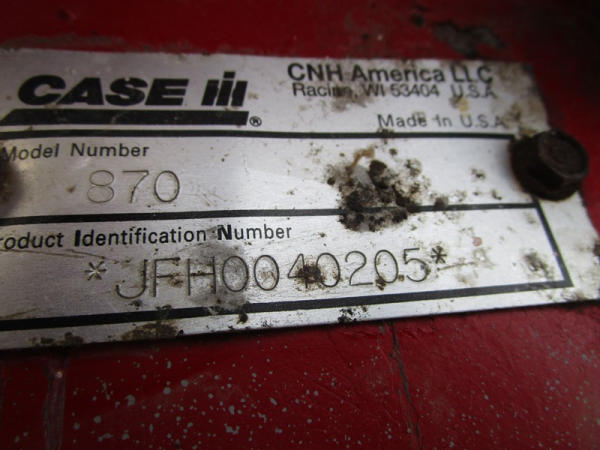 CASE IH
®
CNH America LLC
Racine, WI 53404 U.S.A.
Made in U.S.A.
Model Number
870
roduct Identification Number
*JFH0040205*